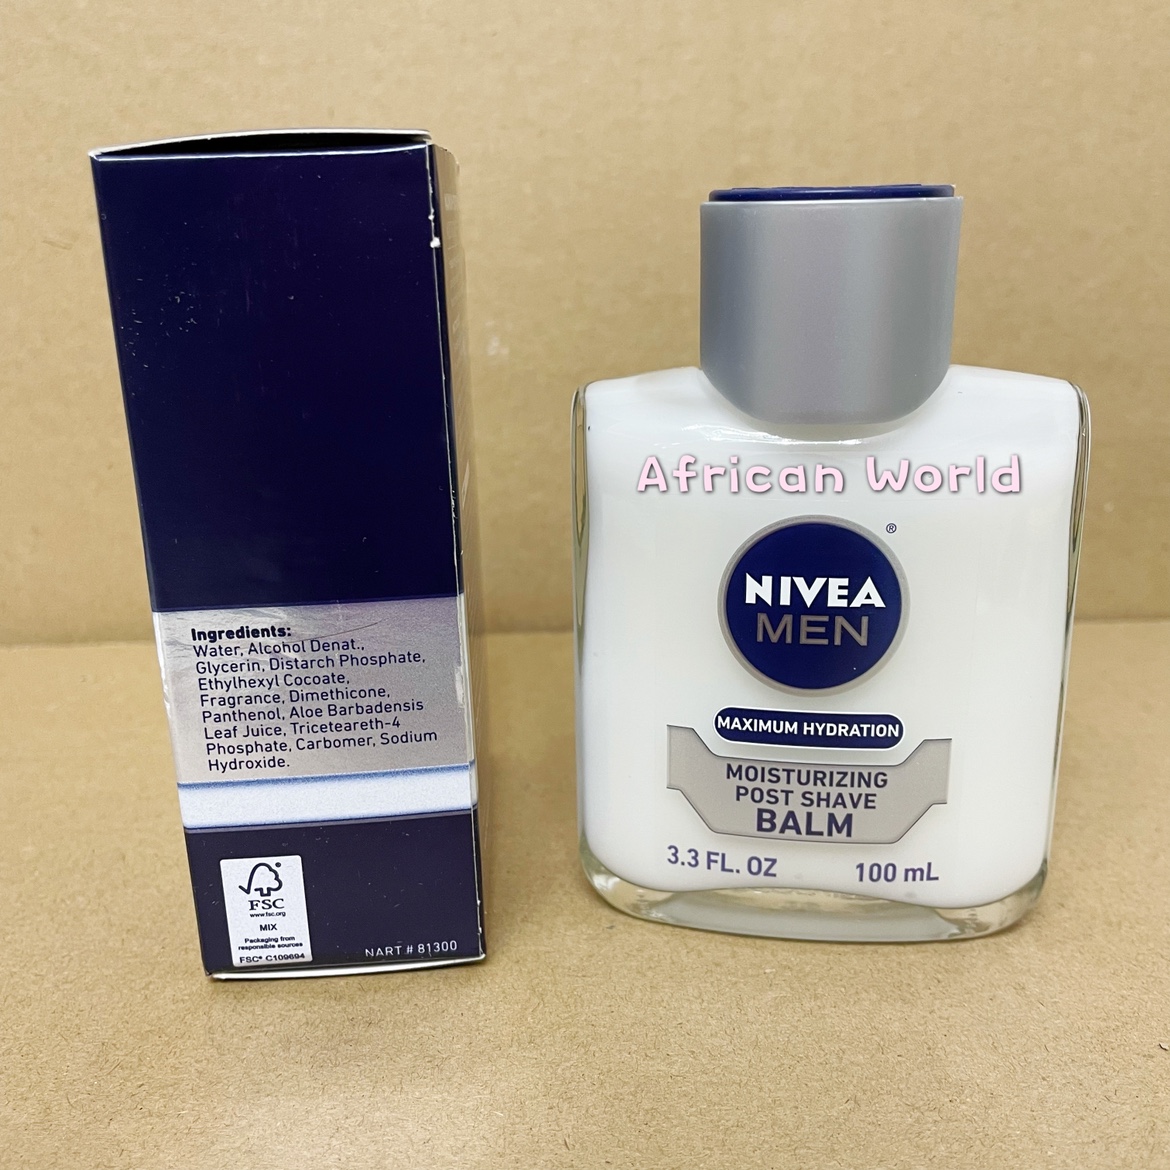 Ingredients:
Water, Alcohol Denat.,
Glycerin, Distarch Phosphate,
Ethylhexyl Cocoate,
Fragrance, Dimethicone,
Panthenol, Aloe Barbadensis
Leaf Juice, Triceteareth-4
Phosphate, Carbomer, Sodium
Hydroxide.
FSC
www.fsc.org
MIX
Packaging from
responsible sources
FSC® C109694
NART # 81300
African World
®
NIVEA
MEN
MAXIMUM HYDRATION
MOISTURIZING
POST SHAVE
BALM
3.3 FL. OZ 100 mL